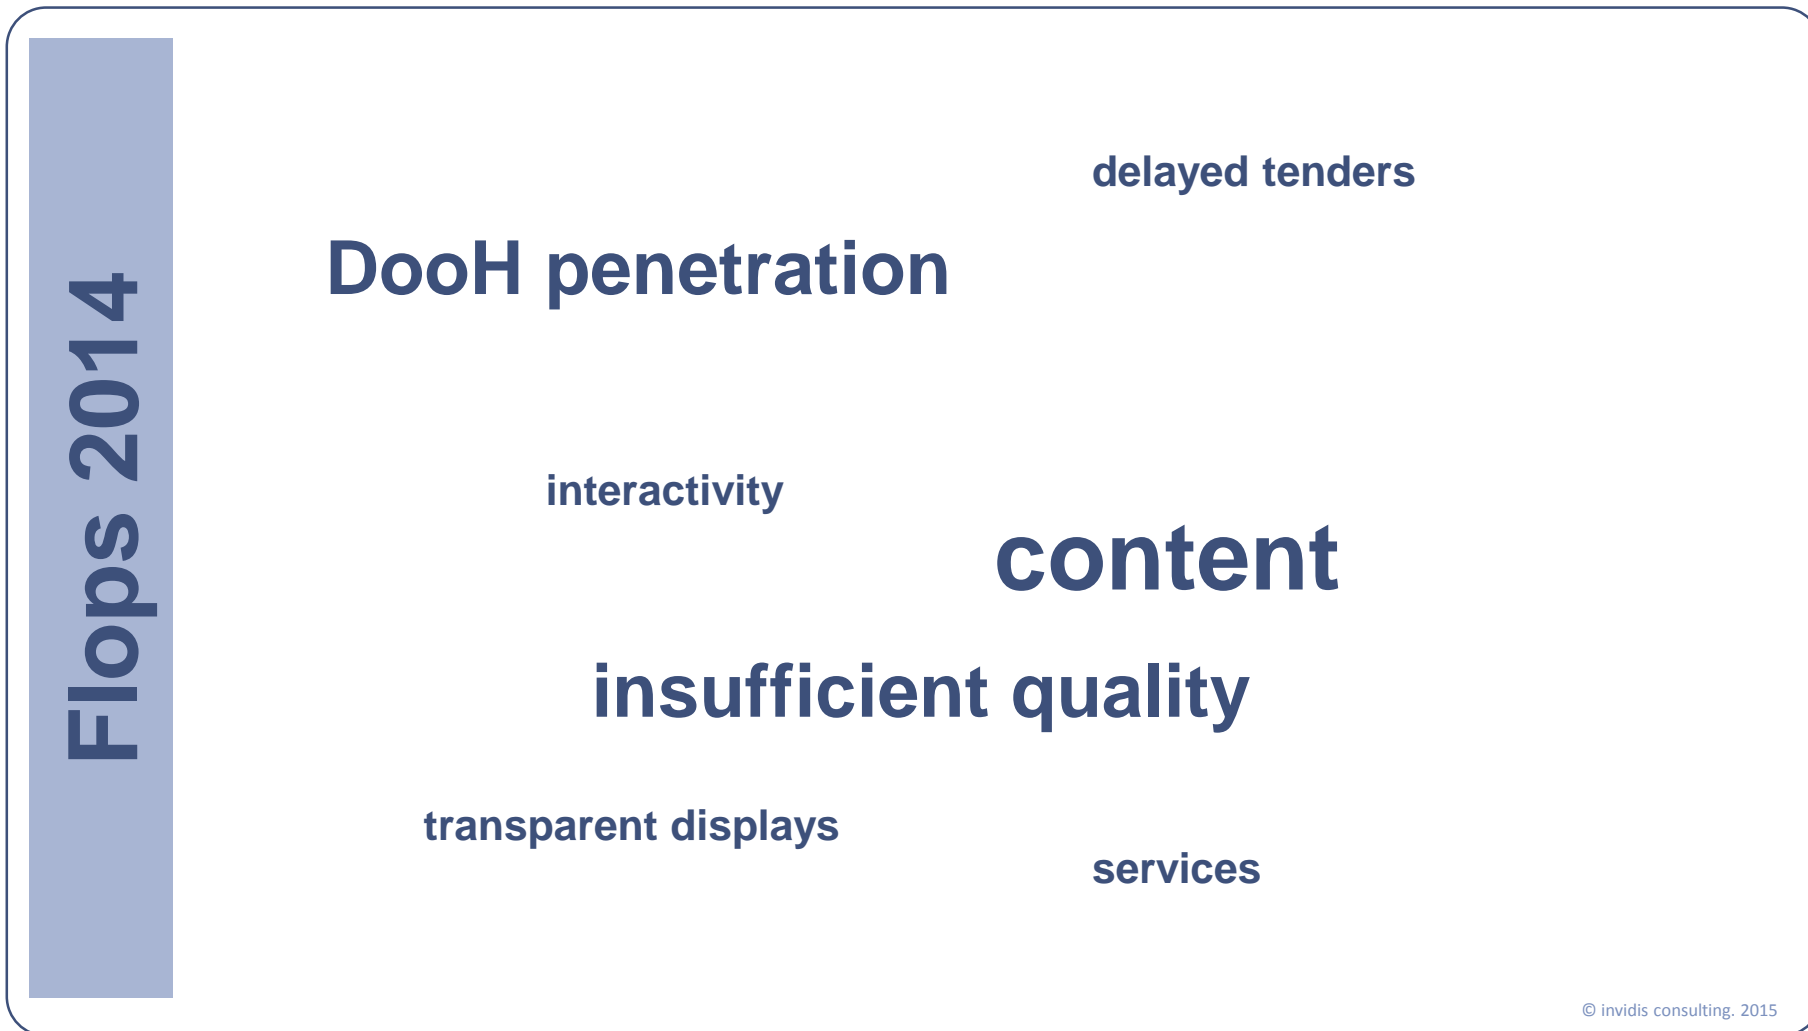 Flops 2014
delayed tenders
DooH penetration
interactivity
content
insufficient quality
transparent displays
services
© invidis consulting. 2015